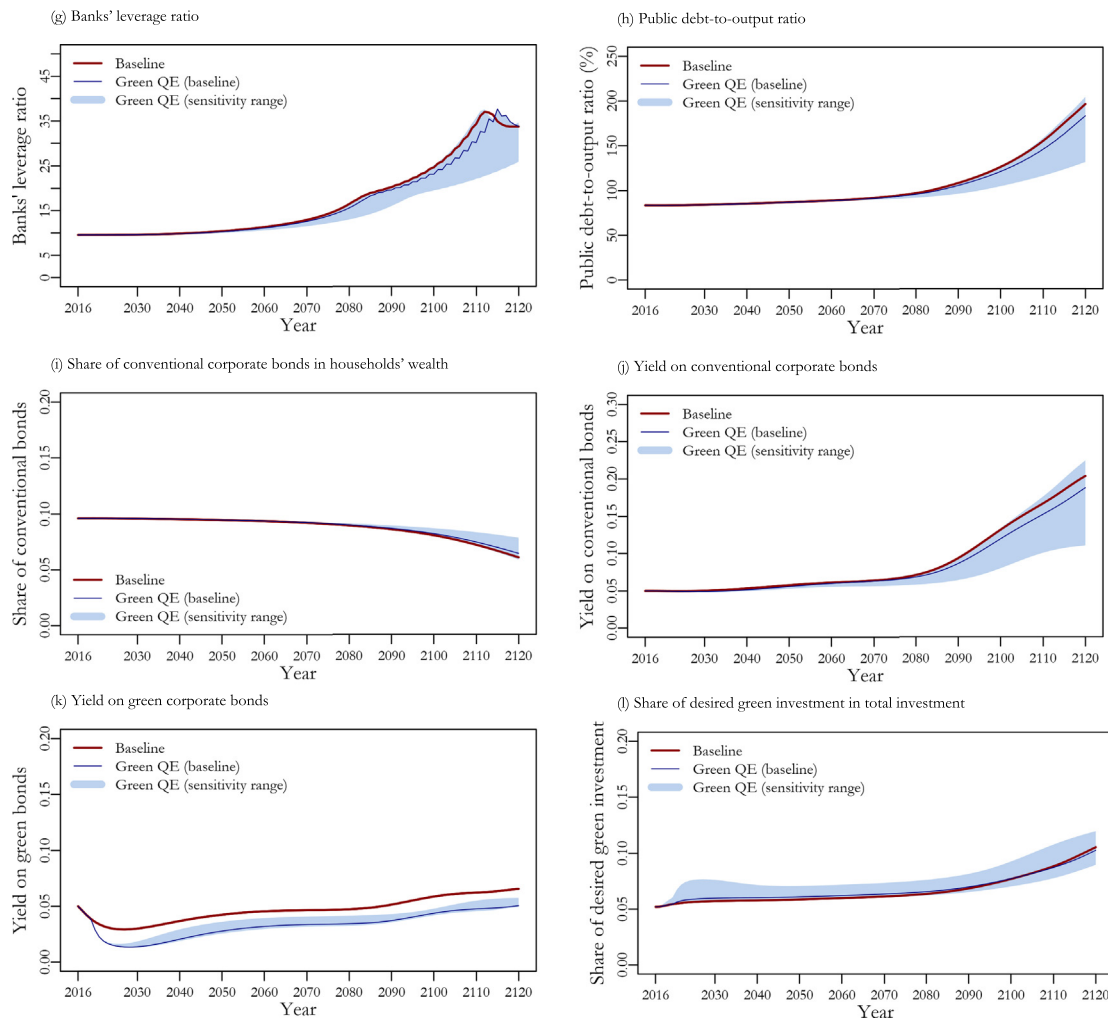 (g) Banks' leverage ratio
Banks' leverage ratio
0 5 15 25 35 45
Baseline
Green QE (baseline)
Green QE (sensitivity range)
2016 2030 2040 2050 2060 2070 2080 2090 2100 2110 2120
Year
(h) Public debt-to-output ratio
Public debt-to-output ratio (%)
0 50 100 150 200 250
Baseline
Green QE (baseline)
Green QE (sensitivity range)
2016 2030 2040 2050 2060 2070 2080 2090 2100 2110 2120
Year
(i) Share of conventional corporate bonds in households' wealth
Share of conventional bonds
0.00 0.05 0.10 0.15 0.20
Baseline
Green QE (baseline)
Green QE (sensitivity range)
2016 2030 2040 2050 2060 2070 2080 2090 2100 2110 2120
Year
(j) Yield on conventional corporate bonds
Yield on conventional bonds
0.00 0.05 0.10 0.15 0.20 0.25 0.30
Baseline
Green QE (baseline)
Green QE (sensitivity range)
2016 2030 2040 2050 2060 2070 2080 2090 2100 2110 2120
Year
(k) Yield on green corporate bonds
Yield on green bonds
0.00 0.05 0.10 0.15 0.20
Baseline
Green QE (baseline)
Green QE (sensitivity range)
2016 2030 2040 2050 2060 2070 2080 2090 2100 2110 2120
Year
(l) Share of desired green investment in total investment
Share of desired green investment
0.00 0.05 0.10 0.15 0.20
Baseline
Green QE (baseline)
Green QE (sensitivity range)
2016 2030 2040 2050 2060 2070 2080 2090 2100 2110 2120
Year